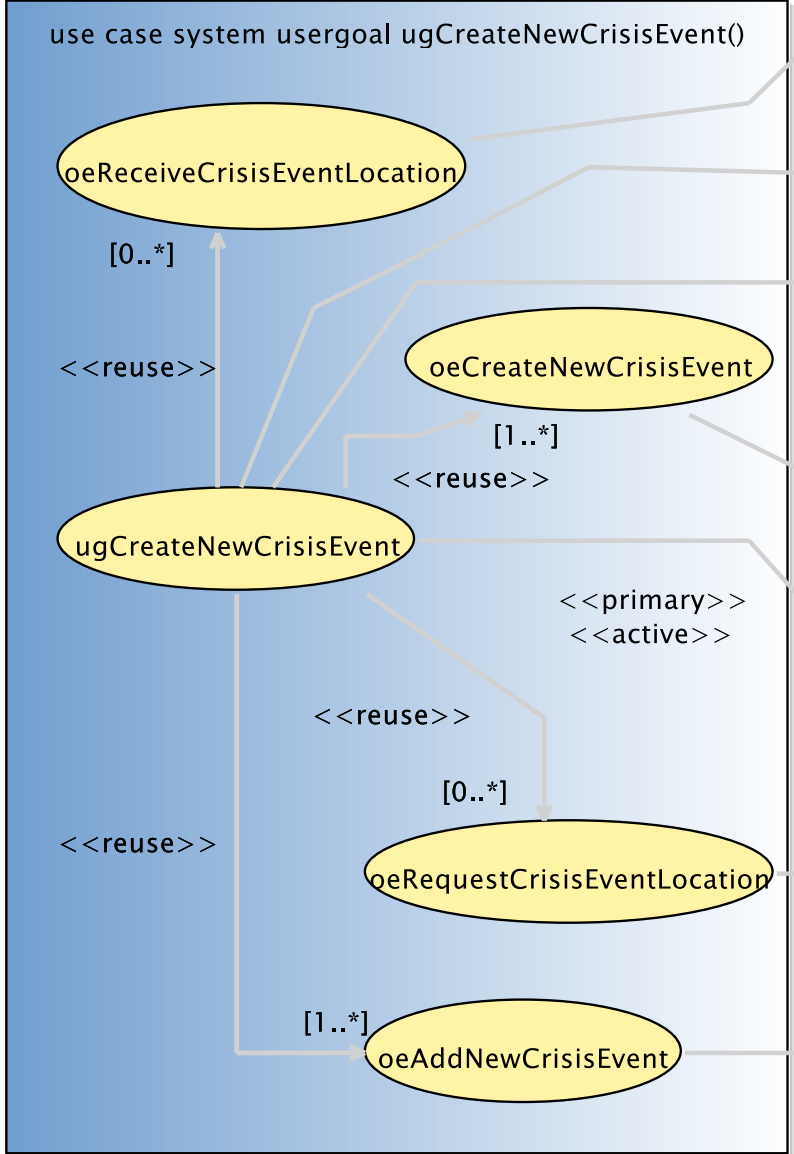 use case system usergoal ugCreateNewCrisisEvent()
oeReceiveCrisisEventLocation
[0..*]
<<reuse>>
oeCreateNewCrisisEvent
[1..*]
<<reuse>>
ugCreateNewCrisisEvent
<<primary>>
<<active>>
<<reuse>>
[0..*]
<<reuse>>
oeRequestCrisisEventLocation
[1..*]
oeAddNewCrisisEvent